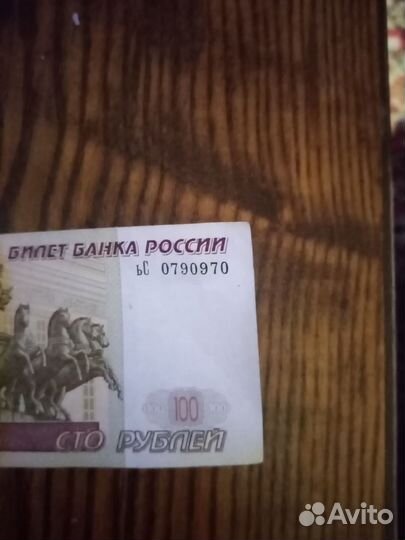 БИЛЕТ БАНКА РОССИИ
ьС 0790970
100
СТО РУБЛЕЙ
Avito